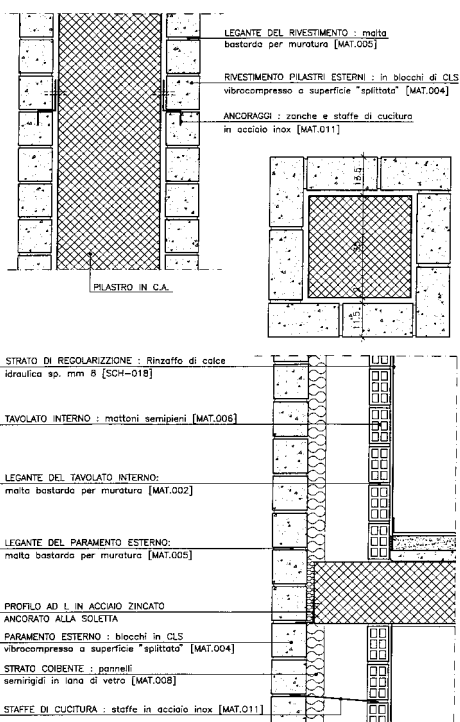 LEGANTE DEL RIVESTIMENTO : malta
bastarda per muratura [MAT.005]
RIVESTIMENTO PILASTRI ESTERNI : in blocchi di CLS
vibrocompresso a superficie "splittata" [MAT.004]
ANCORAGGI : zanche e staffe di cucitura
in acciaio inox [MAT.011]
PILASTRO IN C.A.
11.5
STRATO DI REGOLARIZZIONE : Rinzaffo di calce
idraulica sp. mm 8 [SCH-018]
TAVOLATO INTERNO : mattoni semipieni [MAT.006]
LEGANTE DEL TAVOLATO INTERNO:
malta bastarda per muratura [MAT.002]
LEGANTE DEL PARAMENTO ESTERNO:
malta bastarda per muratura [MAT.005]
PROFILO AD L IN ACCIAIO ZINCATO
ANCORATO ALLA SOLETTA
PARAMENTO ESTERNO : blocchi in CLS
vibrocompresso a superficie "splittata" [MAT.004]
STRATO COIBENTE : pannelli
semirigidi in lana di vetro [MAT.008]
STAFFE DI CUCITURA : staffe in acciaio inox [MAT.011]